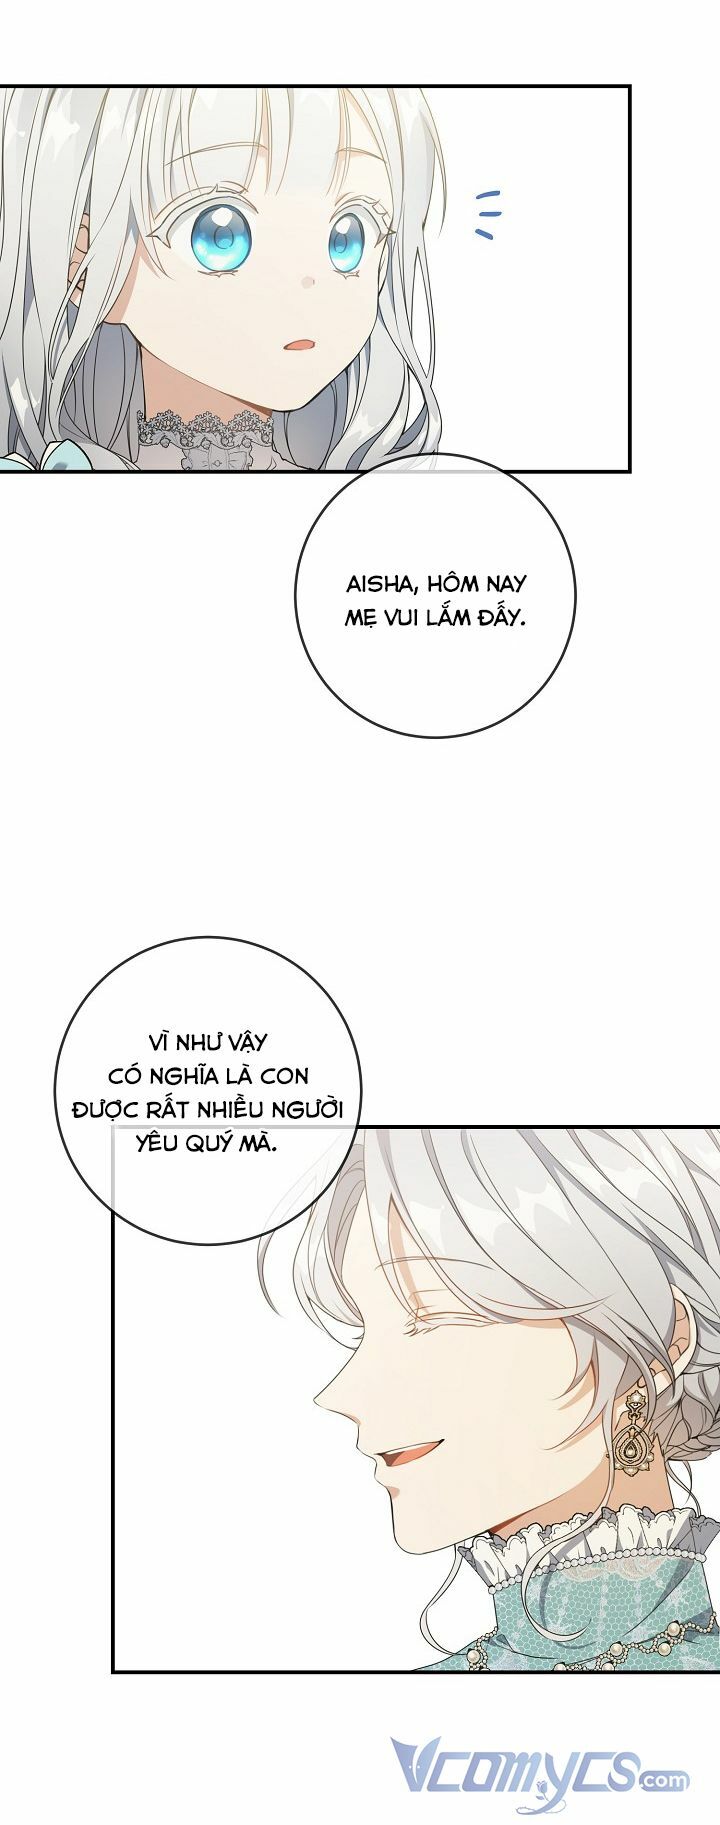 AISHA, HÔM NAY
MẸ VUI LẮM ĐẤY.
VÌ NHƯ VẬY
CÓ NGHĨA LÀ CON
ĐƯỢC RẤT NHIỀU NGƯỜI
YÊU QUÝ MÀ.
VCOMYCS.com